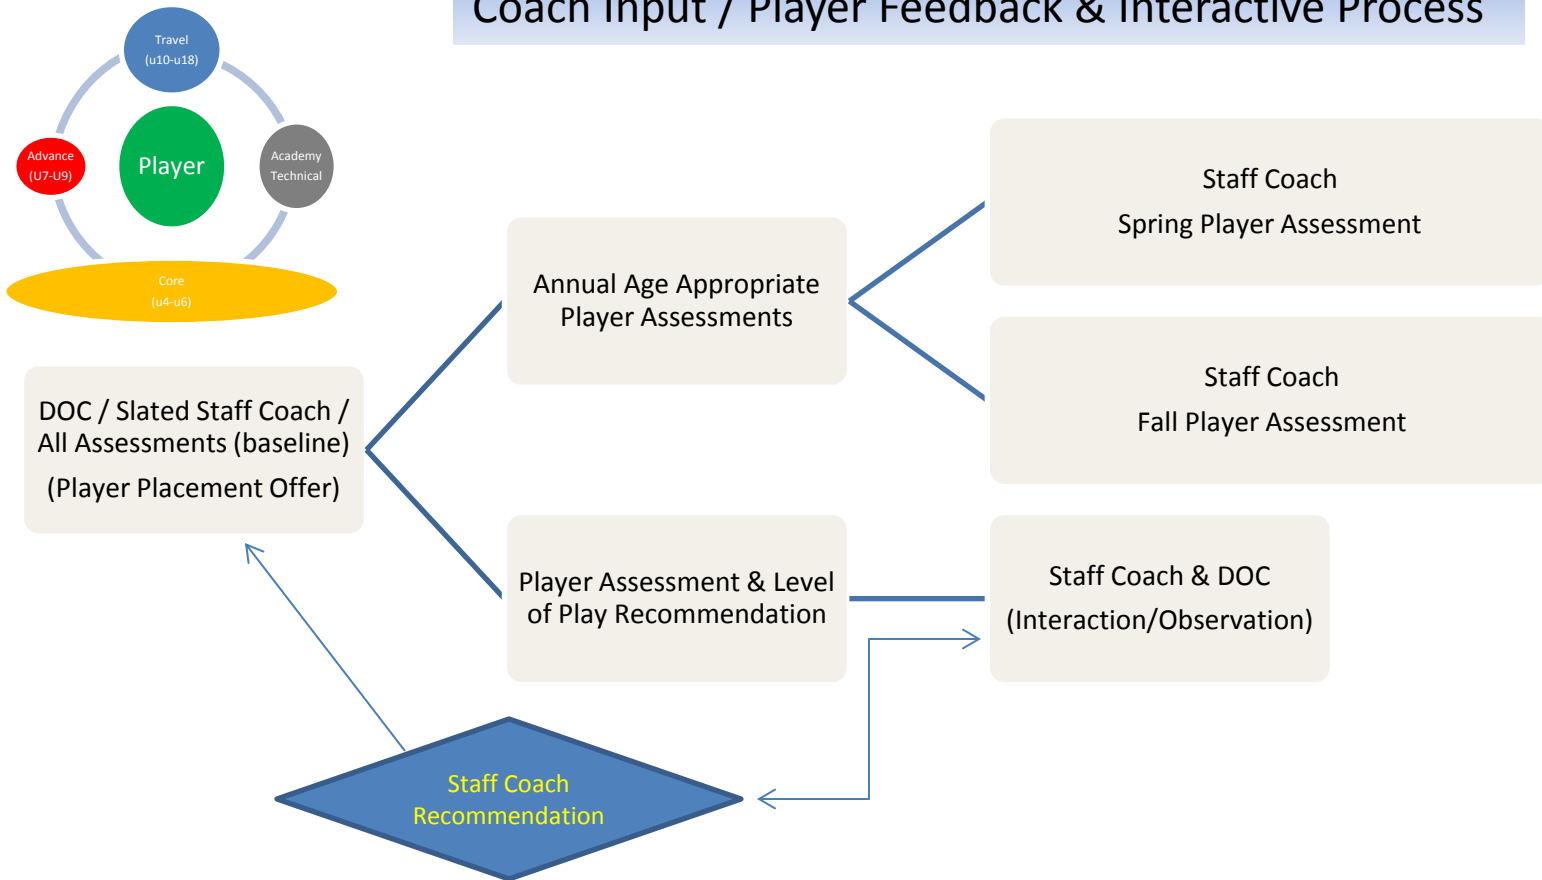 Coach Input / Player Feedback & Interactive Process
Travel
(u10-u18)
Advance
(U7-U9)
Player
Academy
Technical
Core
(u4-u6)
DOC / Slated Staff Coach /
All Assessments (baseline)
(Player Placement Offer)
Annual Age Appropriate
Player Assessments
Staff Coach
Spring Player Assessment
Staff Coach
Fall Player Assessment
Player Assessment & Level
of Play Recommendation
Staff Coach & DOC
(Interaction/Observation)
Staff Coach
Recommendation